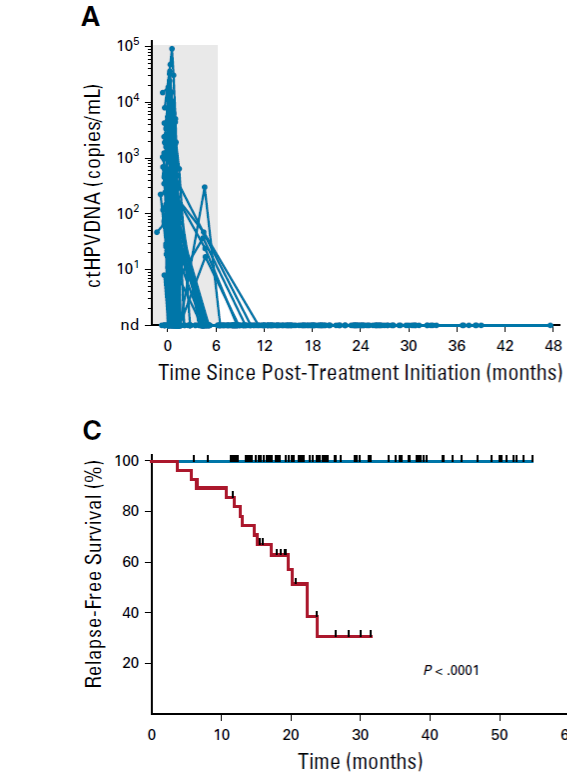 A
10⁵
10⁴
10³
10²
10¹
nd
ctHPVDNA (copies/mL)
0 6 12 18 24 30 36 42 48
Time Since Post-Treatment Initiation (months)
C
100
80
60
40
20
Relapse-Free Survival (%)
P < .0001
0 10 20 30 40 50 6
Time (months)